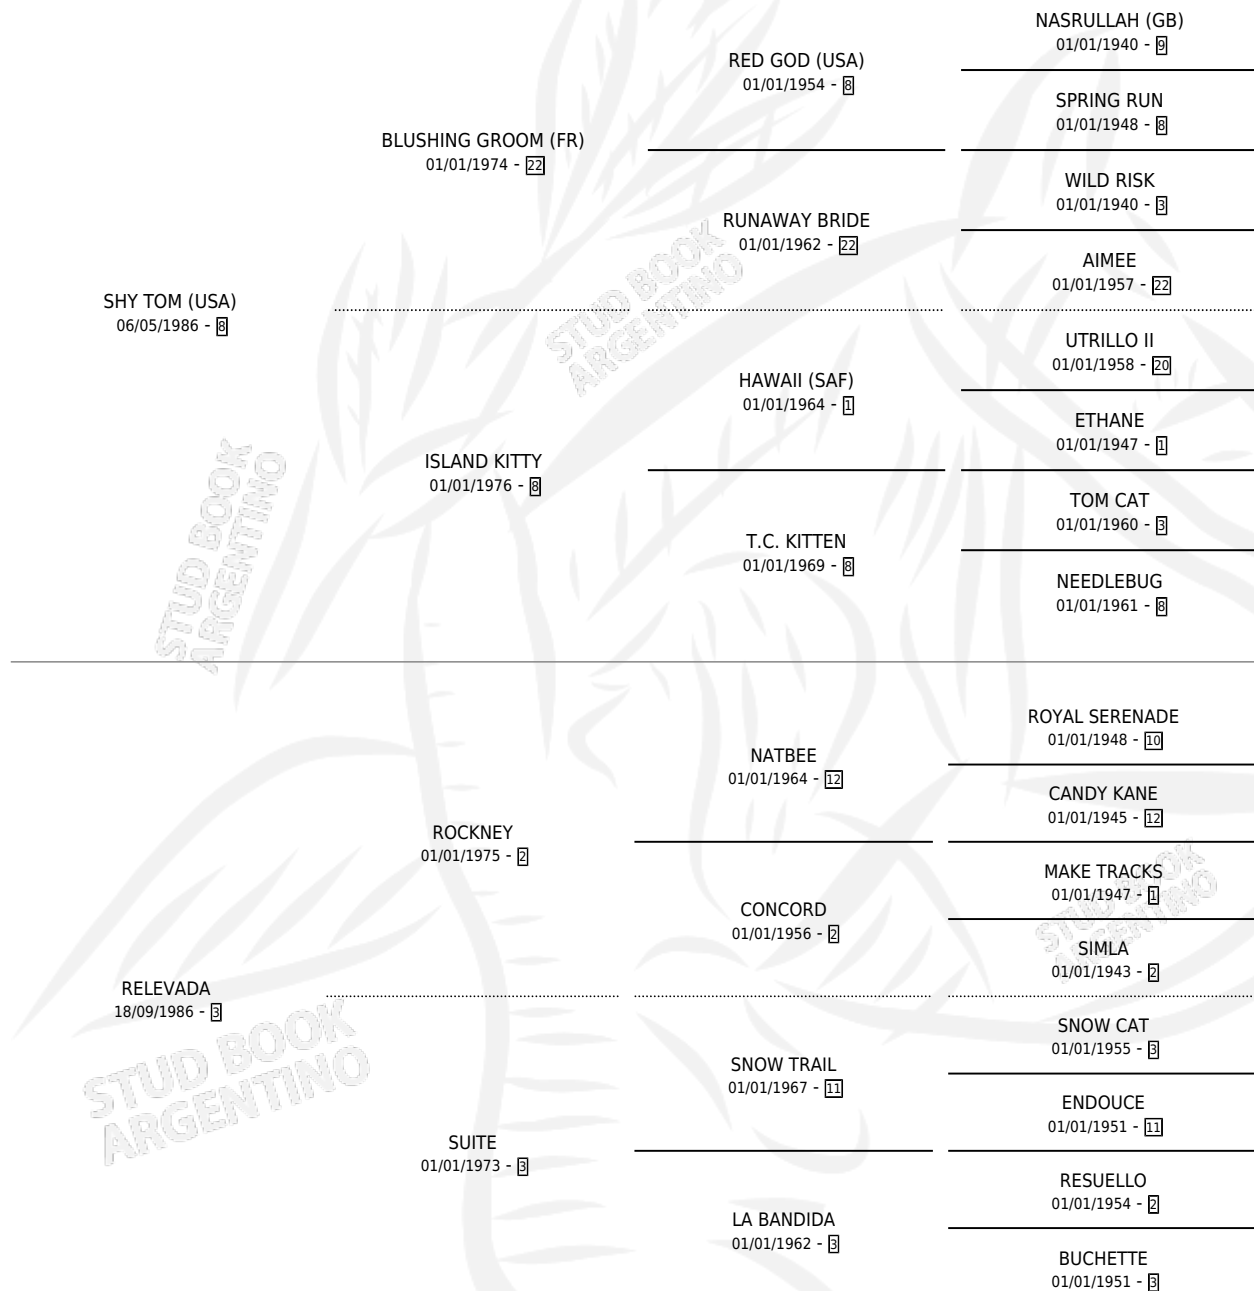 NASRULLAH (GB)
01/01/1940 - 9
RED GOD (USA)
01/01/1954 - 8
SPRING RUN
01/01/1948 - 8
BLUSHING GROOM (FR)
01/01/1974 - 22
WILD RISK
01/01/1940 - 3
RUNAWAY BRIDE
01/01/1962 - 22
AIMEE
01/01/1957 - 22
SHY TOM (USA)
06/05/1986 - 8
STUD BOOK
ARGENTINO
UTRILLO II
01/01/1958 - 20
HAWAII (SAF)
01/01/1964 - 1
ETHANE
01/01/1947 - 1
ISLAND KITTY
01/01/1976 - 8
TOM CAT
01/01/1960 - 3
T.C. KITTEN
01/01/1969 - 8
NEEDLEBUG
01/01/1961 - 8
STUD BOOK
ARGENTINO
ROYAL SERENADE
01/01/1948 - 10
NATBEE
01/01/1964 - 12
CANDY KANE
01/01/1945 - 12
ROCKNEY
01/01/1975 - 2
MAKE TRACKS
01/01/1947 - 1
CONCORD
01/01/1956 - 2
STUD BOOK
ARGENTINO
SIMLA
01/01/1943 - 2
RELEVADA
18/09/1986 - 3
SNOW CAT
01/01/1955 - 3
SNOW TRAIL
01/01/1967 - 11
STUD BOOK
ARGENTINO
ENDOUCE
01/01/1951 - 11
SUITE
01/01/1973 - 3
RESUELLO
01/01/1954 - 2
LA BANDIDA
01/01/1962 - 3
BUCHETTE
01/01/1951 - 3